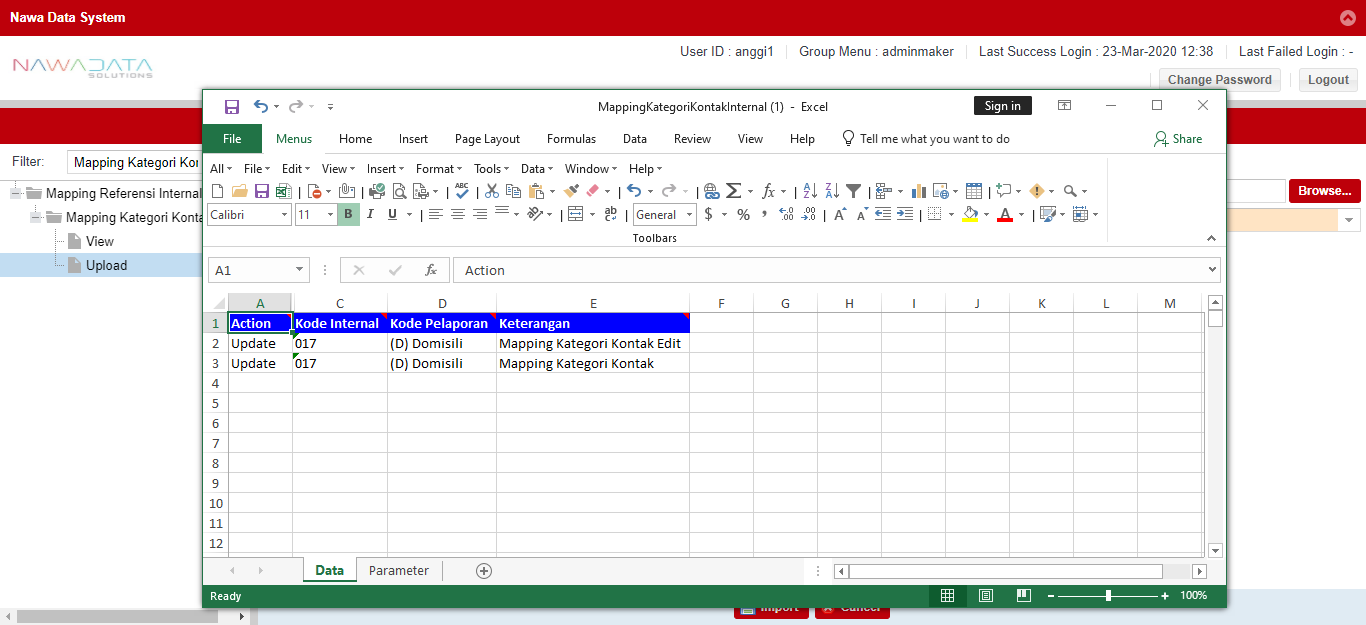 Nawa Data System
User ID : anggi1
Group Menu : adminmaker
Last Success Login : 23-Mar-2020 12:38
Last Failed Login : -
NAWADATA
SOLUTIONS
Change Password
Logout
Filter:
Mapping Kategori Kon
Mapping Referensi Internal
Mapping Kategori Konta
View
Upload
Browse...
MappingKategoriKontakInternal (1) - Excel
Sign in
File Menus Home Insert Page Layout Formulas Data Review View Help Tell me what you want to do Share
All File Edit View Insert Format Tools Data Window Help
ABC
Calibri 11 B I U ab General $ % , .00 .00 A A A
Toolbars
A1 fx Action
A C D E F G H I J K L M
1 Action Kode Internal Kode Pelaporan Keterangan
2 Update 017 (D) Domisili Mapping Kategori Kontak Edit
3 Update 017 (D) Domisili Mapping Kategori Kontak
4
5
6
7
8
9
10
11
12
Data Parameter
Ready
100%
Import Cancel